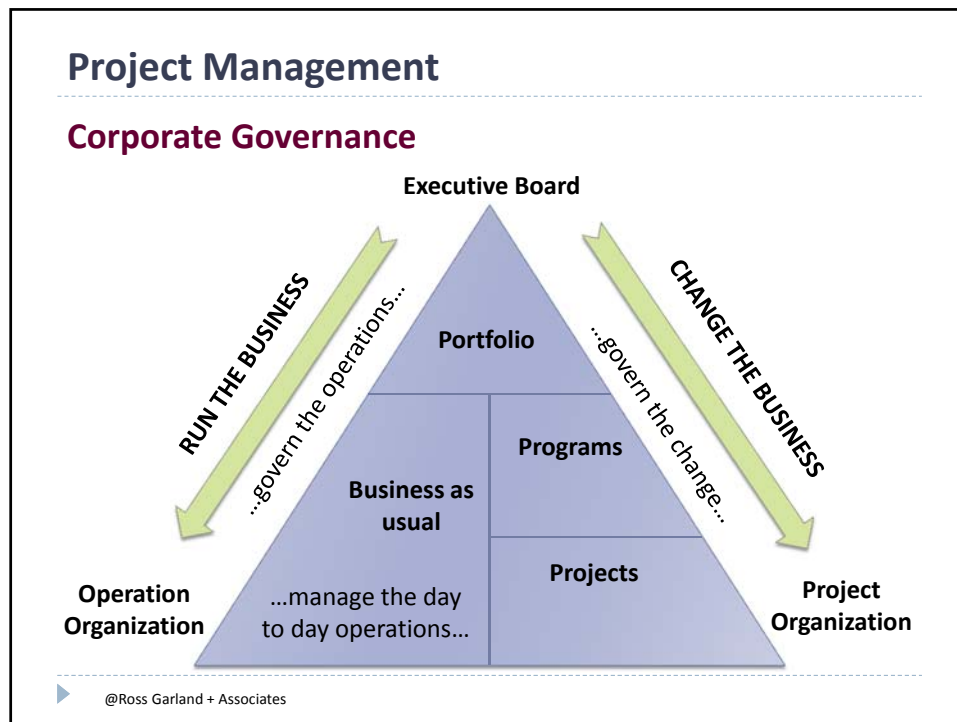 Project Management
Corporate Governance
Executive Board
RUN THE BUSINESS
...govern the operations...
CHANGE THE BUSINESS
...govern the change...
Portfolio
Programs
Business as
usual
Projects
...manage the day
to day operations...
Operation
Organization
Project
Organization
@Ross Garland + Associates